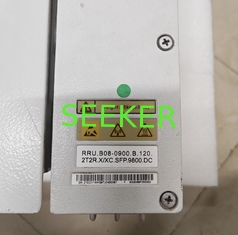 SEEKER
RRU.B08-0900.B.120.
2T2R.X/XC.SFP.9800.DC